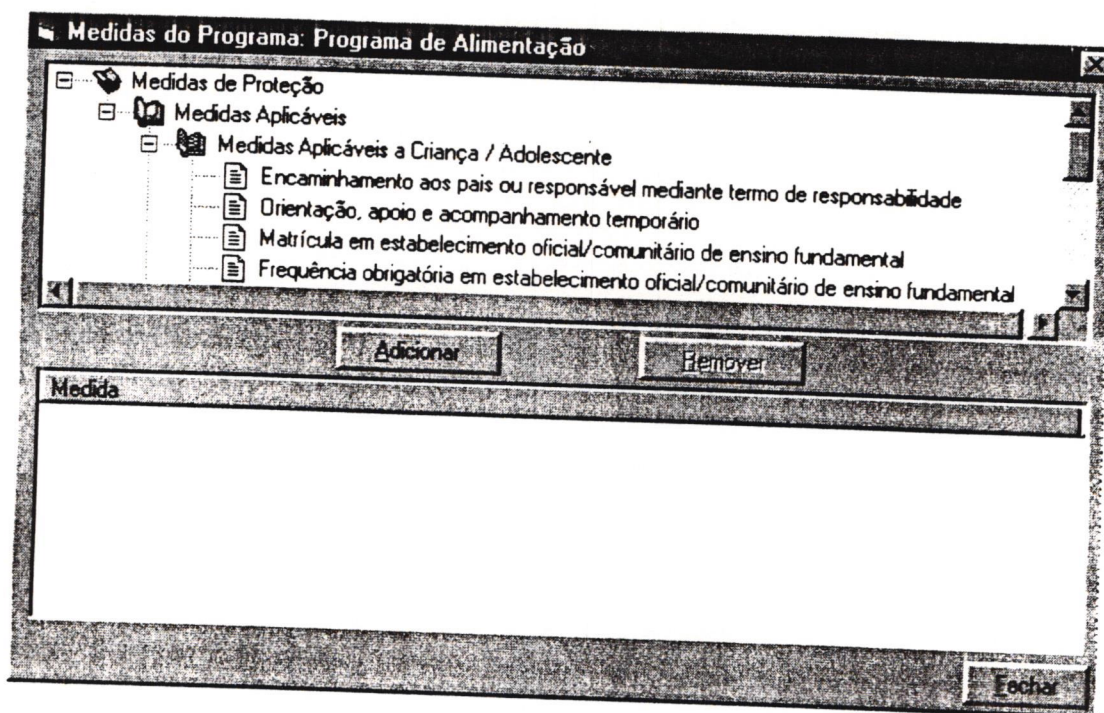 Medidas do Programa: Programa de Alimentação
Medidas de Proteção
Medidas Aplicáveis
Medidas Aplicáveis a Criança / Adolescente
Encaminhamento aos pais ou responsável mediante termo de responsabilidade
Orientação, apoio e acompanhamento temporário
Matrícula em estabelecimento oficial/comunitário de ensino fundamental
Frequência obrigatória em estabelecimento oficial/comunitário de ensino fundamental
Adicionar Remover
Medida
Fechar